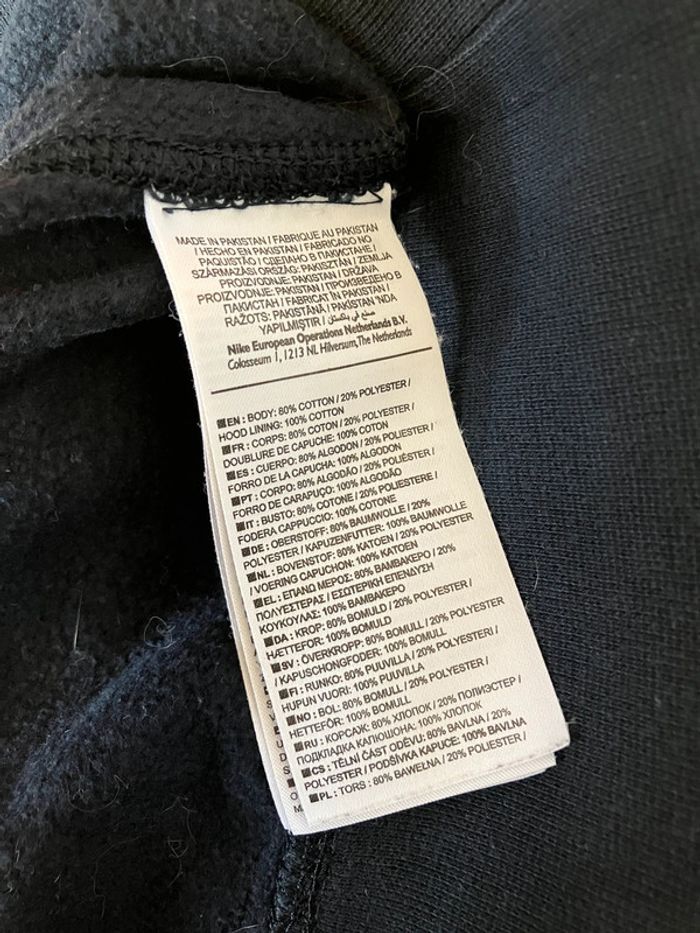 MADE IN PAKISTAN / FABRIQUE AU PAKISTAN
/ HECHO EN PAKISTAN / FABRICADO NO
PAQUISTÃO / СДЕЛАНО В ПАКИСТАНЕ /
SZÁRMAZÁSI ORSZÁG: PAKISZTÁN / ZEMLJA
PROIZVODNJE: PAKISTAN / DRŽAVA
PROIZVODNJE: PAKISTAN / ПРОИЗВЕДЕНО В
ПАКИСТАН / FABRICAT ÎN PAKISTAN /
RAŽOTS: PAKISTĀNĀ / PAKISTAN 'NDA
YAPILMIŞTIR / صنع في باكستان
Nike European Operations Netherlands B.V.
Colosseum 1, 1213 NL Hilversum, The Netherlands
EN : BODY: 80% COTTON / 20% POLYESTER /
HOOD LINING: 100% COTTON
FR : CORPS: 80% COTON / 20% POLYESTER /
DOUBLURE DE CAPUCHE: 100% COTON
ES : CUERPO: 80% ALGODON / 20% POLIESTER /
FORRO DE LA CAPUCHA: 100% ALGODON
PT : CORPO: 80% ALGODÃO / 20% POLIÉSTER /
FORRO DE CARAPUÇO: 100% ALGODÃO
IT : BUSTO: 80% COTONE / 20% POLIESTERE /
FODERA CAPPUCCIO: 100% COTONE
DE : OBERSTOFF: 80% BAUMWOLLE / 20%
POLYESTER / KAPUZENFUTTER: 100% BAUMWOLLE
NL : BOVENSTOF: 80% KATOEN / 20% POLYESTER
/ VOERING CAPUCHON: 100% KATOEN
EL : ΕΠΑΝΩ ΜΕΡΟΣ: 80% ΒΑΜΒΑΚΕΡΟ / 20%
ΠΟΛΥΕΣΤΕΡΑΣ / ΕΣΩΤΕΡΙΚΗ ΕΠΕΝΔΥΣΗ
ΚΟΥΚΟΥΛΑΣ: 100% ΒΑΜΒΑΚΕΡΟ
DA : KROP: 80% BOMULD / 20% POLYESTER /
HÆTTEFOR: 100% BOMULD
SV : ÖVERKROPP: 80% BOMULL / 20% POLYESTER
/ KAPUSCHONGFODER: 100% BOMULL
FI : RUNKO: 80% PUUVILLA / 20% POLYESTERI /
HUPUN VUORI: 100% PUUVILLA
NO : BOL: 80% BOMULL / 20% POLYESTER /
HETTEFÔR: 100% BOMULL
RU : КОРСАЖ: 80% ХЛОПОК / 20% ПОЛИЭСТЕР /
ПОДКЛАДКА КАПЮШОНА: 100% ХЛОПОК
CS : TĚLNÍ ČÁST ODĚVU: 80% BAVLNA / 20%
POLYESTER / PODŠÍVKA KAPUCE: 100% BAVLNA
PL : TORS : 80% BAWEŁNA / 20% POLIESTER /